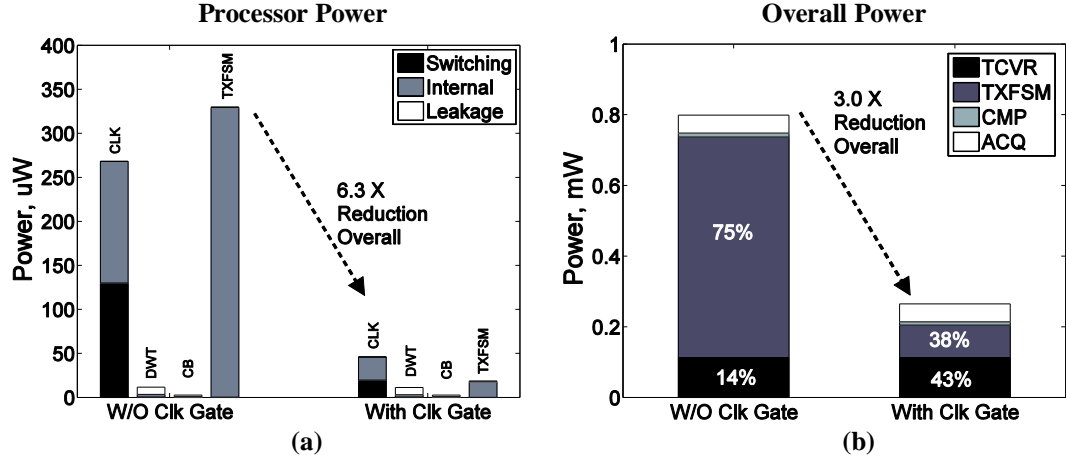 Processor Power
400
350
300
250
200
150
100
50
0
Power, uW
CLK
DWT
CB
TXFSM
Switching
Internal
Leakage
6.3 X
Reduction
Overall
CLK
DWT
CB
TXFSM
W/O Clk Gate
With Clk Gate
(a)
Overall Power
1
0.8
0.6
0.4
0.2
0
Power, mW
TCVR
TXFSM
CMP
ACQ
3.0 X
Reduction
Overall
75%
14%
38%
43%
W/O Clk Gate
With Clk Gate
(b)